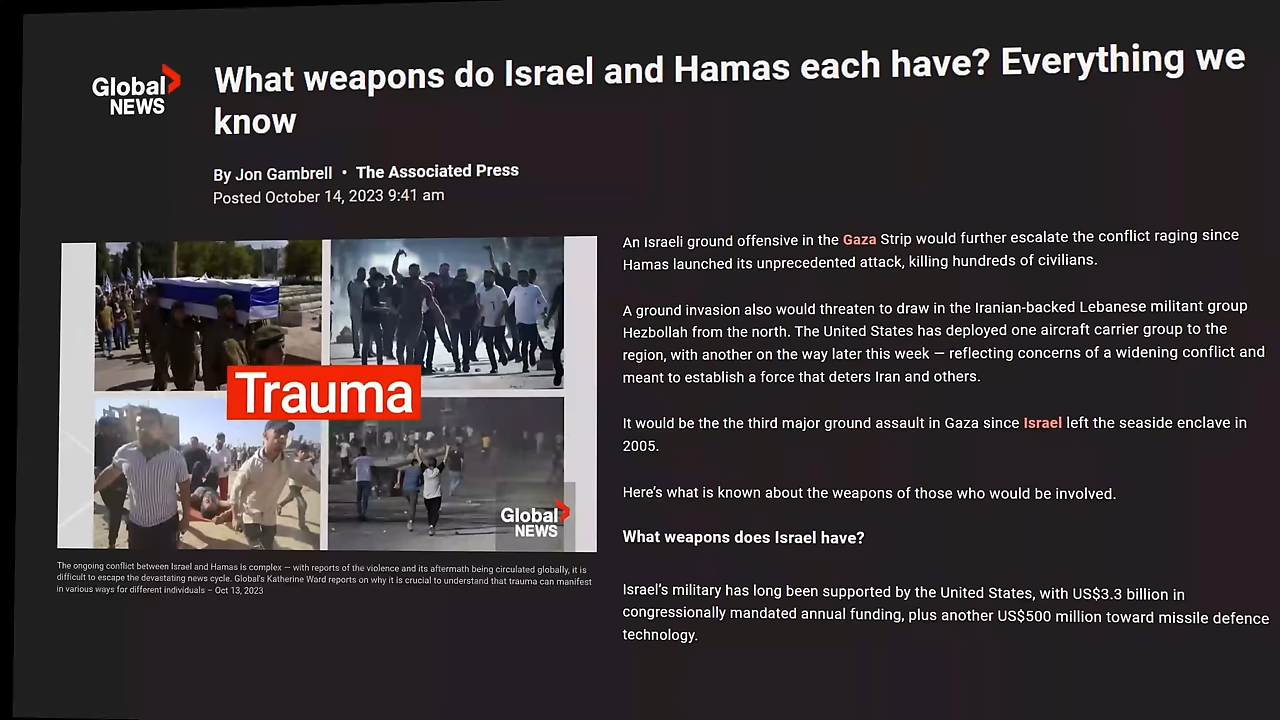 Global
NEWS
What weapons do Israel and Hamas each have? Everything we
know
By Jon Gambrell • The Associated Press
Posted October 14, 2023 9:41 am
Trauma
Global
NEWS
The ongoing conflict between Israel and Hamas is complex — with reports of the violence and its aftermath being circulated globally, it is
difficult to escape the devastating news cycle. Global's Katherine Ward reports on why it is crucial to understand that trauma can manifest
in various ways for different individuals – Oct 13, 2023
An Israeli ground offensive in the Gaza Strip would further escalate the conflict raging since
Hamas launched its unprecedented attack, killing hundreds of civilians.
A ground invasion also would threaten to draw in the Iranian-backed Lebanese militant group
Hezbollah from the north. The United States has deployed one aircraft carrier group to the
region, with another on the way later this week — reflecting concerns of a widening conflict and
meant to establish a force that deters Iran and others.
It would be the the third major ground assault in Gaza since Israel left the seaside enclave in
2005.
Here's what is known about the weapons of those who would be involved.
What weapons does Israel have?
Israel's military has long been supported by the United States, with US$3.3 billion in
congressionally mandated annual funding, plus another US$500 million toward missile defence
technology.